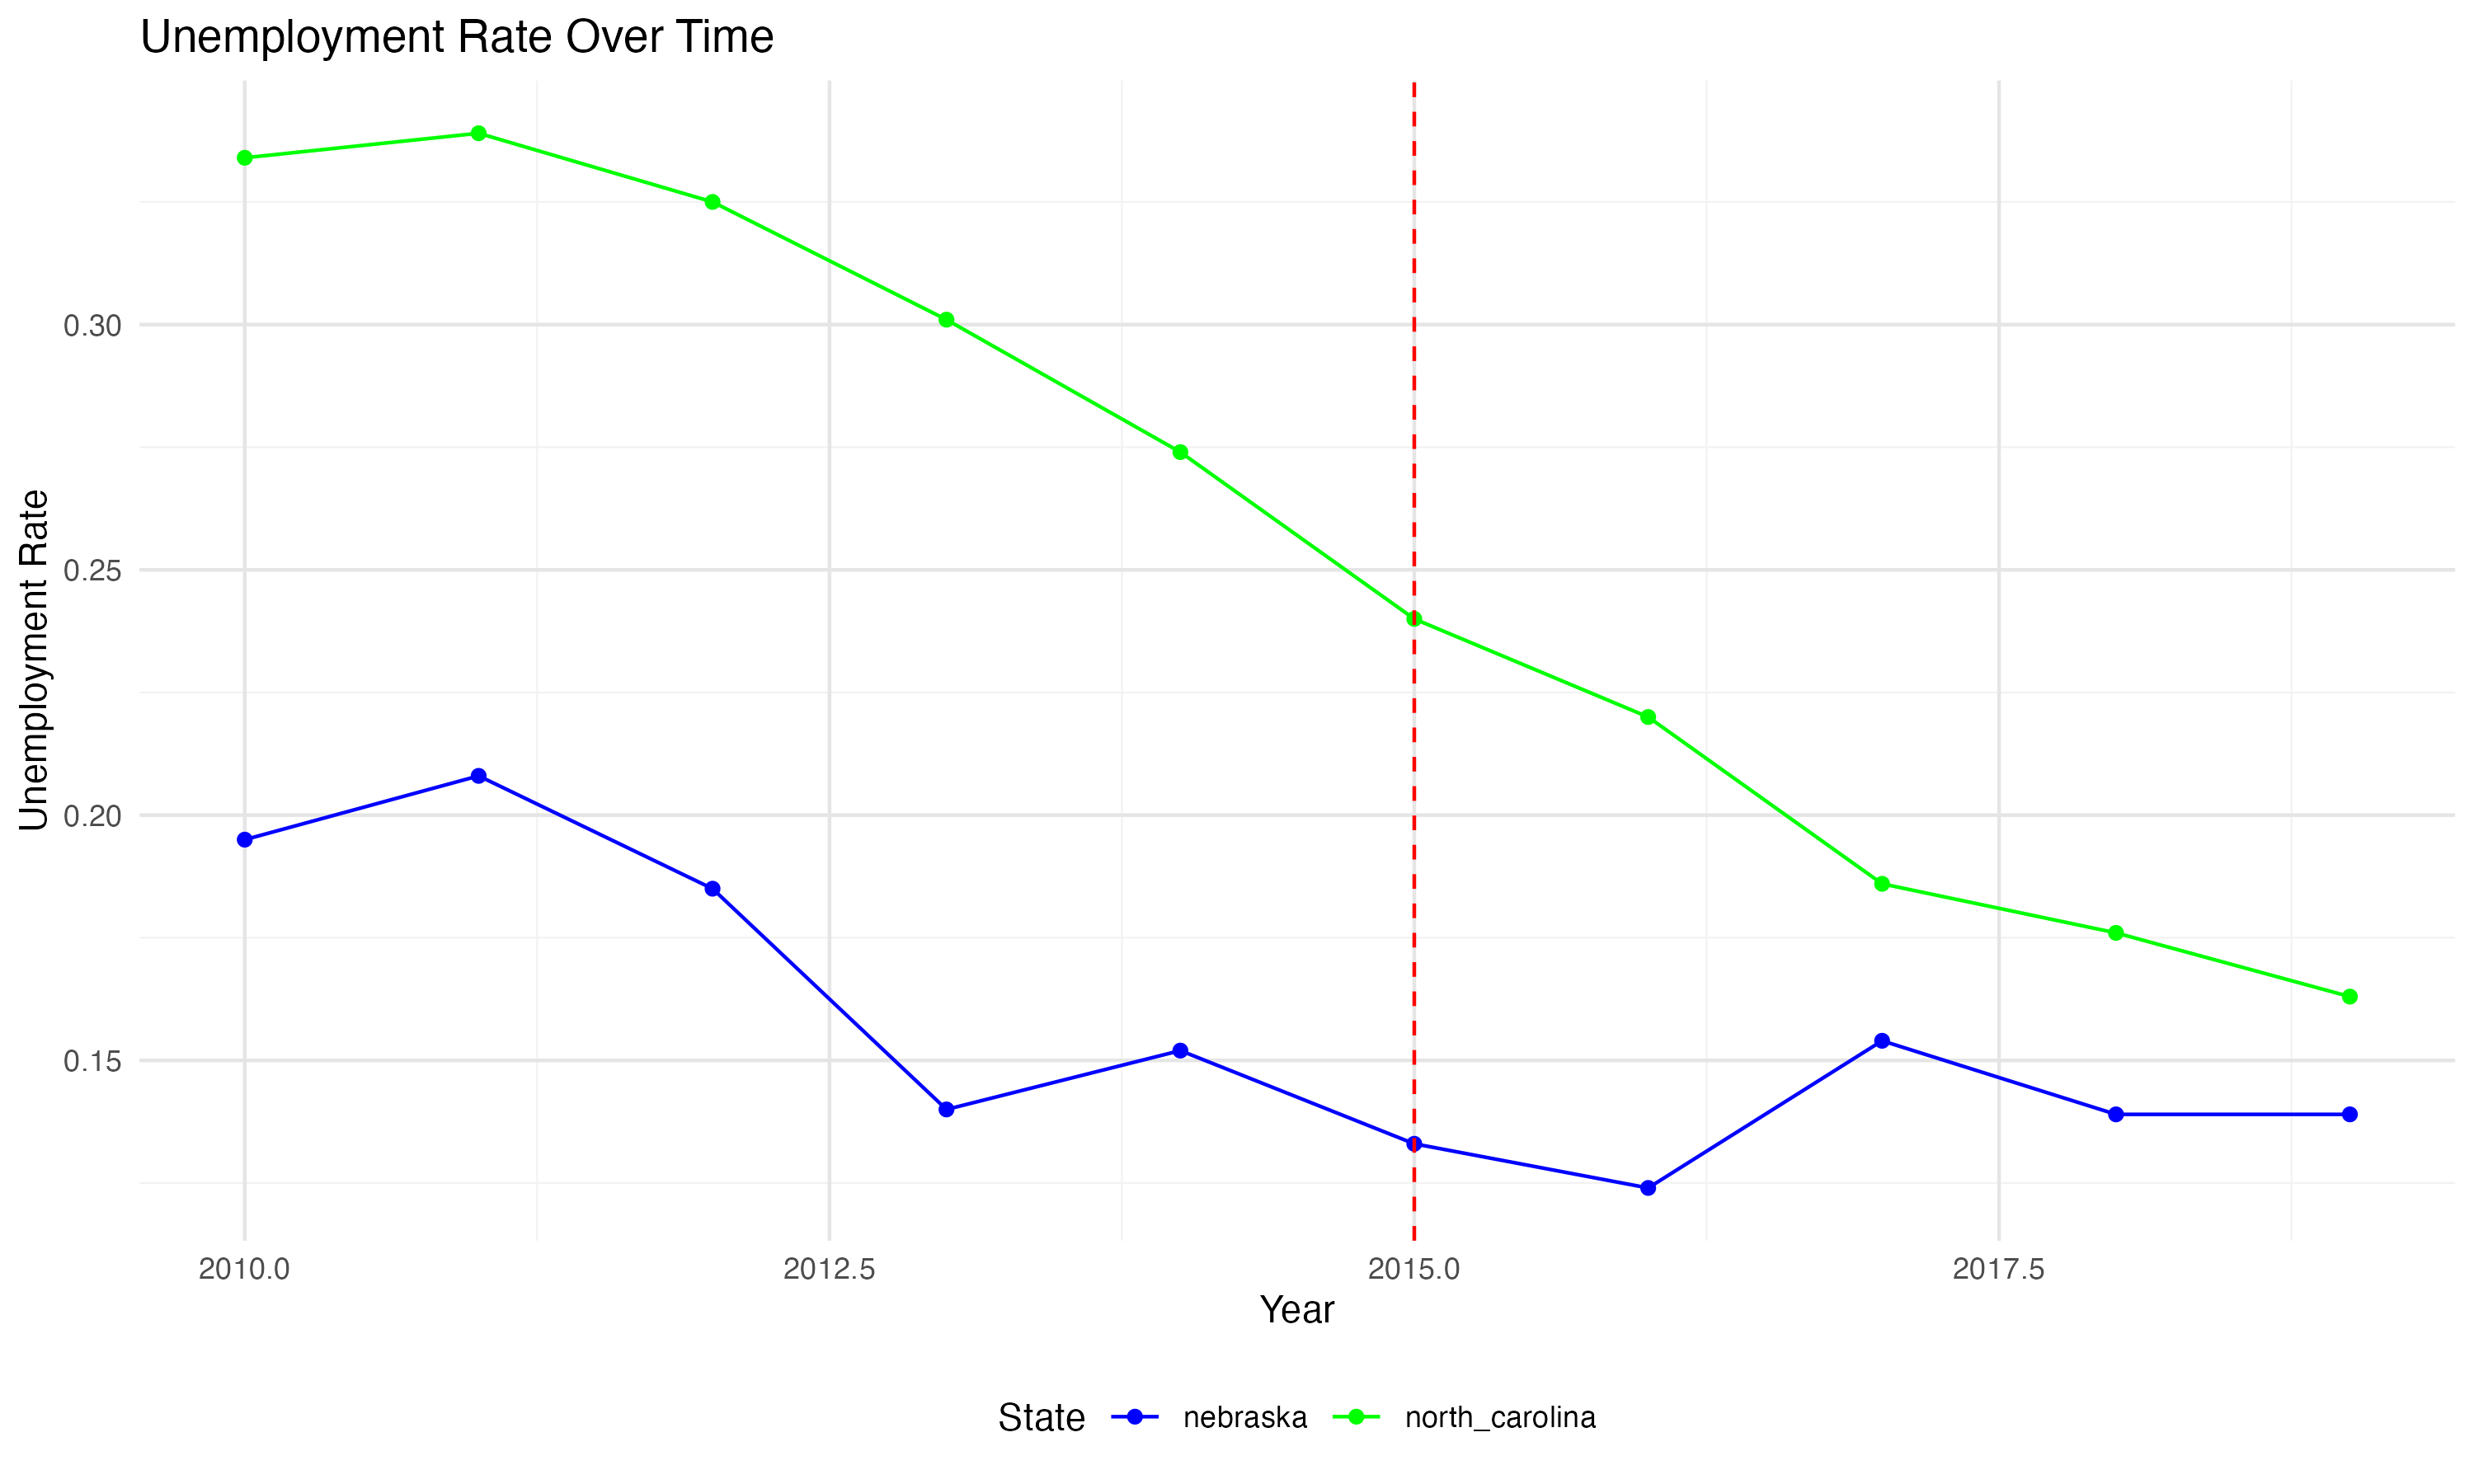 Unemployment Rate Over Time
Unemployment Rate
0.30
0.25
0.20
0.15
2010.0 2012.5 2015.0 2017.5
Year
State nebraska north_carolina